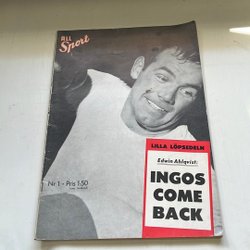 ALL
Sport
LILLA LÖPSEDELN
Edwin Ahlqvist:
INGOS
COME
BACK
Nr 1 - Pris 1:50